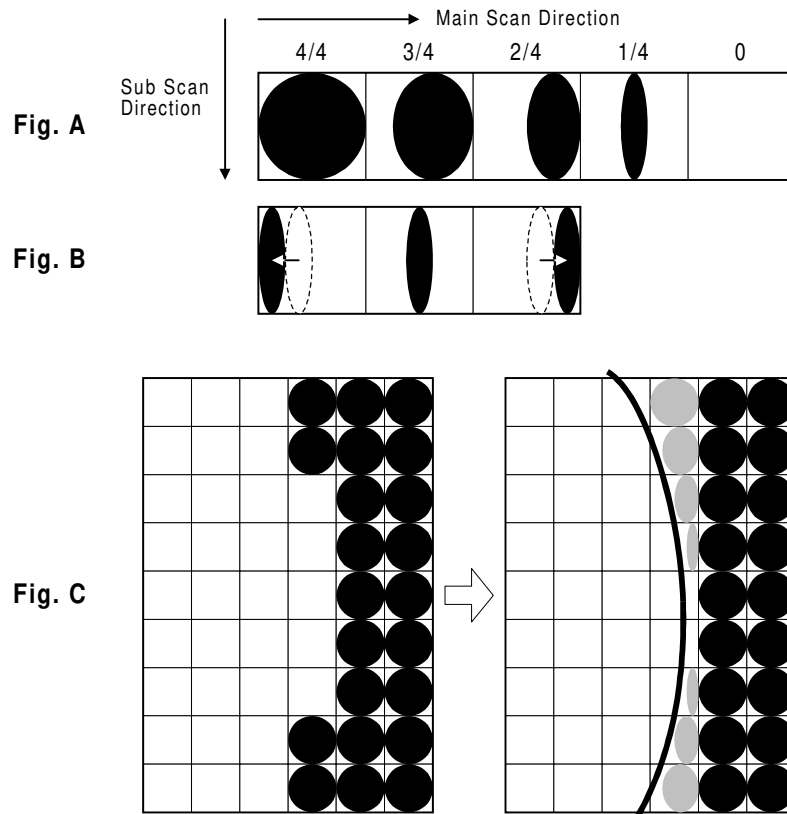 Main Scan Direction
4/4 3/4 2/4 1/4 0
Sub Scan
Direction
Fig. A
Fig. B
Fig. C